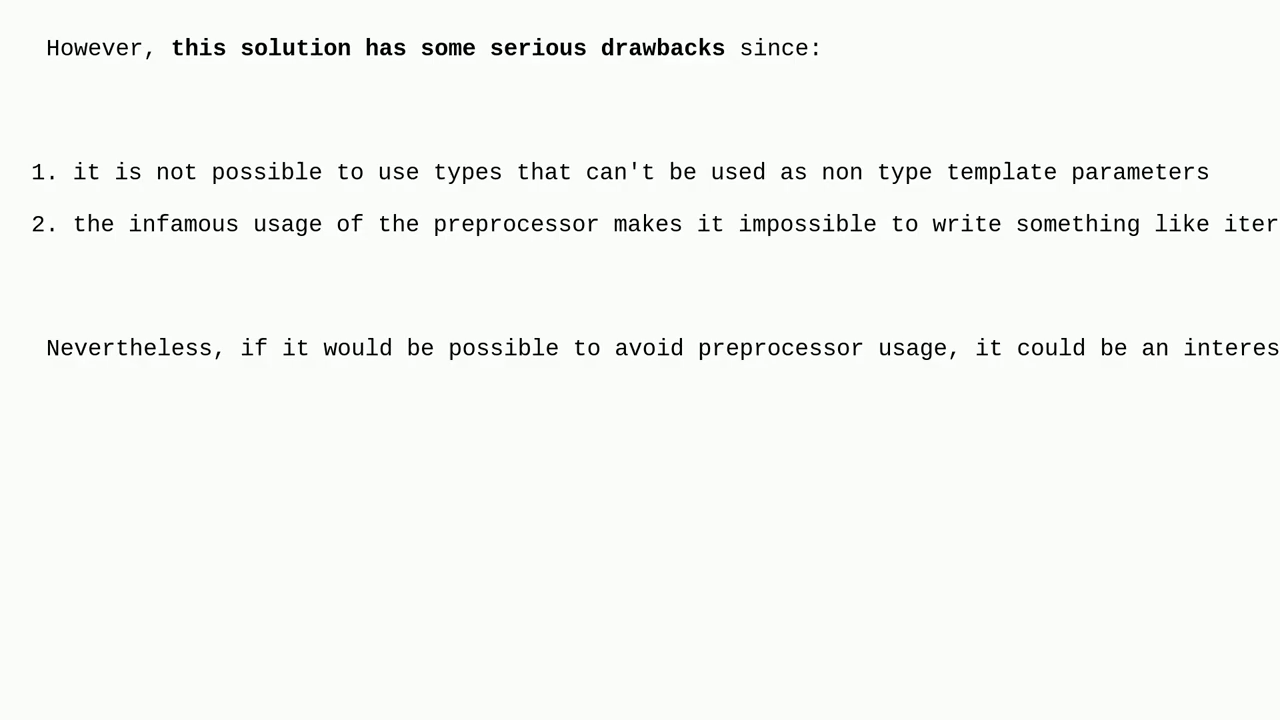 However, this solution has some serious drawbacks since:
1. it is not possible to use types that can't be used as non type template parameters
2. the infamous usage of the preprocessor makes it impossible to write something like
Nevertheless, if it would be possible to avoid preprocessor usage, it could be an